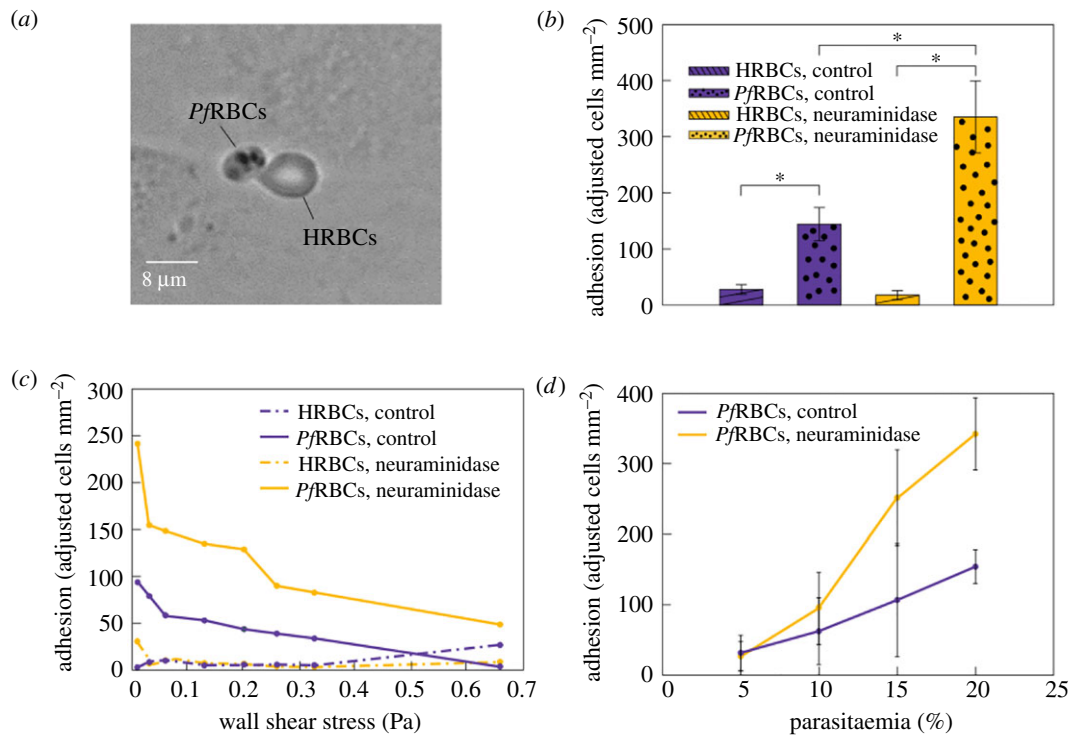 (a)
PfRBCs
HRBCs
8 µm
(b)
adhesion (adjusted cells mm−2)
500
400
300
200
100
0
HRBCs, control
PfRBCs, control
HRBCs, neuraminidase
PfRBCs, neuraminidase
*
*
*
(c)
adhesion (adjusted cells mm−2)
300
250
200
150
100
50
0
HRBCs, control
PfRBCs, control
HRBCs, neuraminidase
PfRBCs, neuraminidase
0 0.1 0.2 0.3 0.4 0.5 0.6 0.7
wall shear stress (Pa)
(d)
adhesion (adjusted cells mm−2)
400
300
200
100
0
PfRBCs, control
PfRBCs, neuraminidase
0 5 10 15 20 25
parasitaemia (%)